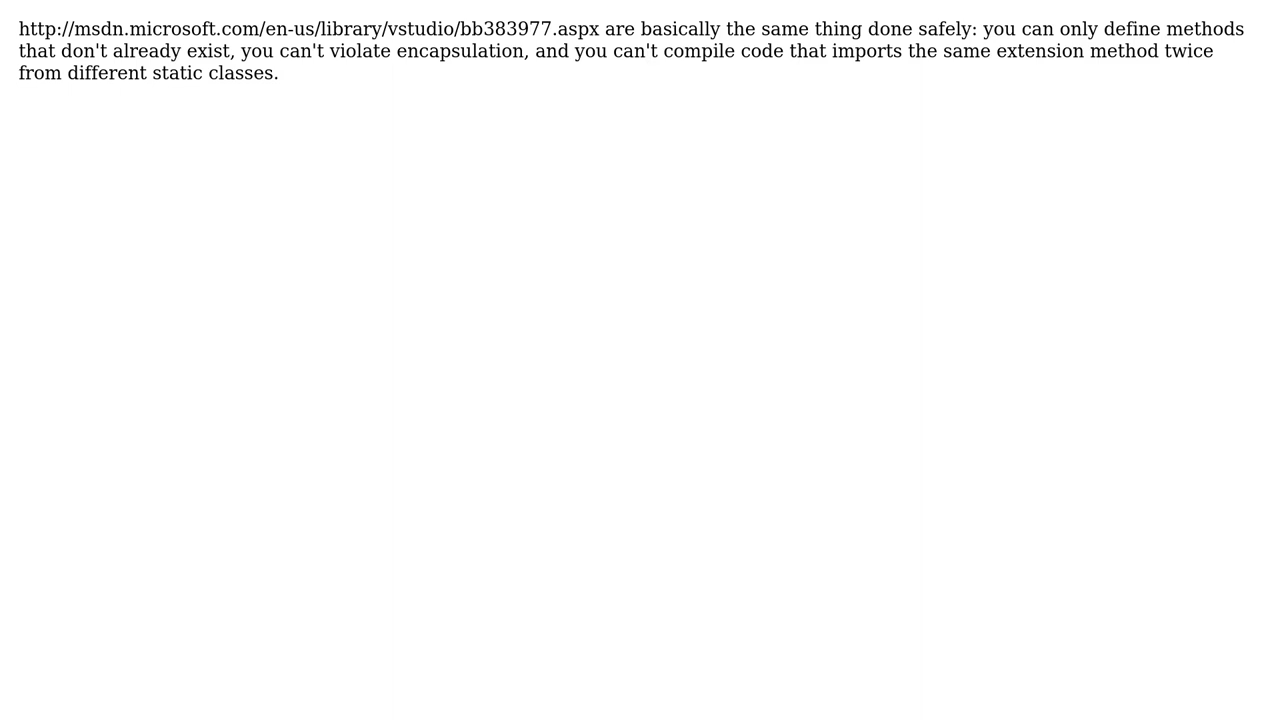 http://msdn.microsoft.com/en-us/library/vstudio/bb383977.aspx are basically the same thing done safely: you can only define methods
that don't already exist, you can't violate encapsulation, and you can't compile code that imports the same extension method twice
from different static classes.